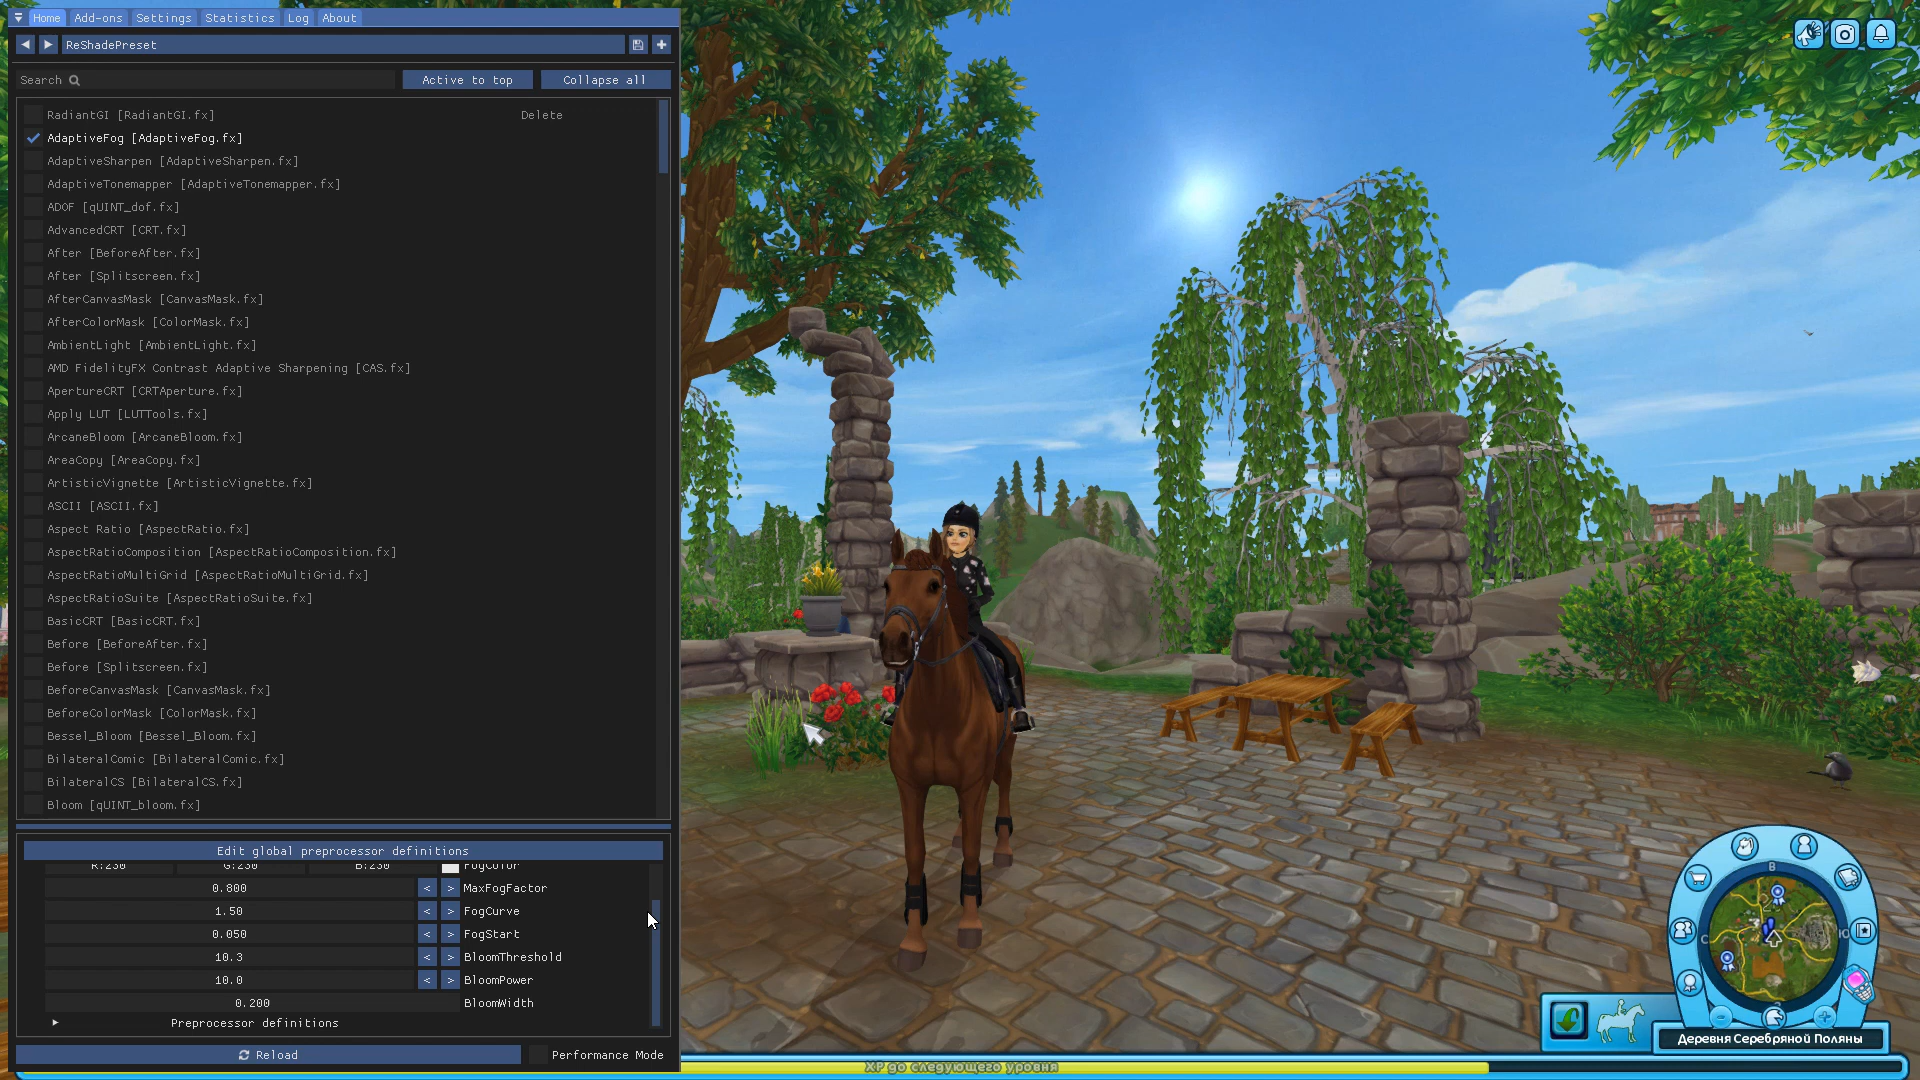 Home Add-ons Settings Statistics Log About
ReShadePreset
Search Active to top Collapse all
RadiantGI [RadiantGI.fx] Delete
AdaptiveFog [AdaptiveFog.fx]
AdaptiveSharpen [AdaptiveSharpen.fx]
AdaptiveTonemapper [AdaptiveTonemapper.fx]
ADOF [qUINT_dof.fx]
AdvancedCRT [CRT.fx]
After [BeforeAfter.fx]
After [Splitscreen.fx]
AfterCanvasMask [CanvasMask.fx]
AfterColorMask [ColorMask.fx]
AmbientLight [AmbientLight.fx]
AMD FidelityFX Contrast Adaptive Sharpening [CAS.fx]
ApertureCRT [CRTAperture.fx]
Apply LUT [LUTTools.fx]
ArcaneBloom [ArcaneBloom.fx]
AreaCopy [AreaCopy.fx]
ArtisticVignette [ArtisticVignette.fx]
ASCII [ASCII.fx]
Aspect Ratio [AspectRatio.fx]
AspectRatioComposition [AspectRatioComposition.fx]
AspectRatioMultiGrid [AspectRatioMultiGrid.fx]
AspectRatioSuite [AspectRatioSuite.fx]
BasicCRT [BasicCRT.fx]
Before [BeforeAfter.fx]
Before [Splitscreen.fx]
BeforeCanvasMask [CanvasMask.fx]
BeforeColorMask [ColorMask.fx]
Bessel_Bloom [Bessel_Bloom.fx]
BilateralComic [BilateralComic.fx]
BilateralCS [BilateralCS.fx]
Bloom [qUINT_bloom.fx]
Edit global preprocessor definitions
R:230 G:230 B:230 FogColor
0.800 < > MaxFogFactor
1.50 < > FogCurve
0.050 < > FogStart
10.3 < > BloomThreshold
10.0 < > BloomPower
0.200 BloomWidth
Preprocessor definitions
Reload Performance Mode
Деревня Серебряной Поляны
XP до следующего уровня